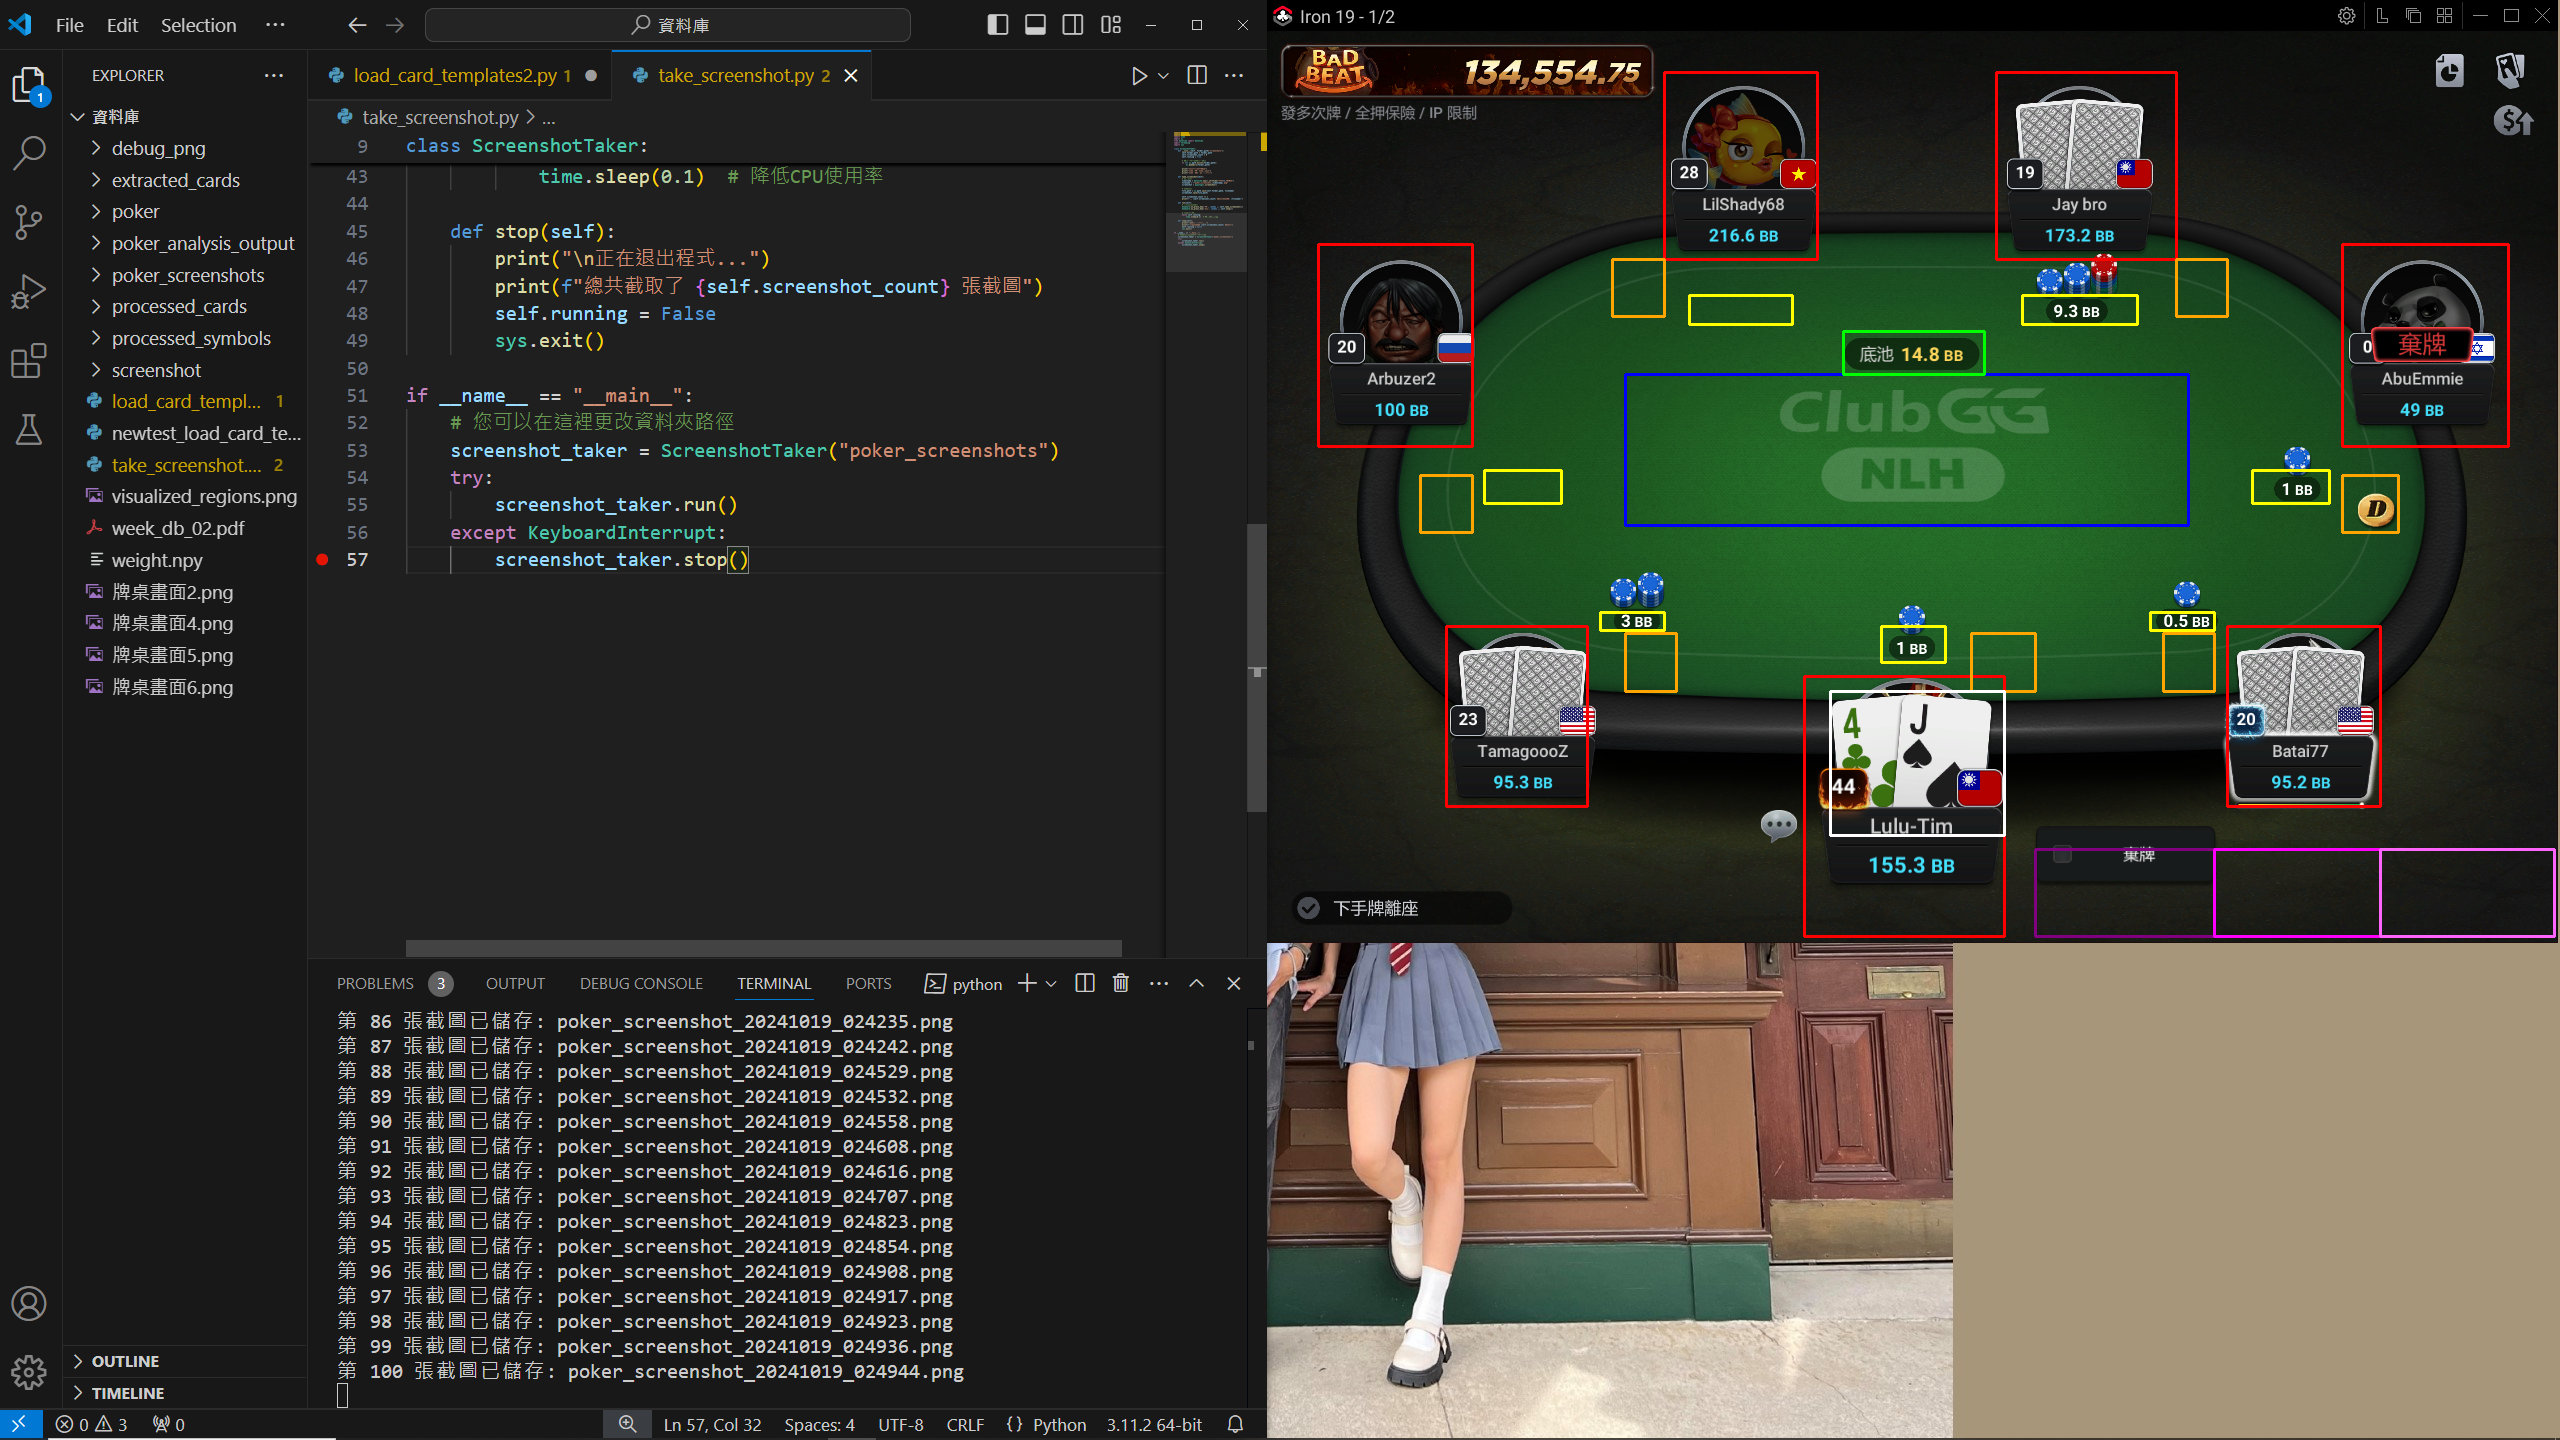 File Edit Selection ···
資料庫
EXPLORER ···
資料庫
debug_png
extracted_cards
poker
poker_analysis_output
poker_screenshots
processed_cards
processed_symbols
screenshot
load_card_templ... 1
newtest_load_card_te...
take_screenshot.... 2
visualized_regions.png
week_db_02.pdf
weight.npy
牌桌畫面2.png
牌桌畫面4.png
牌桌畫面5.png
牌桌畫面6.png
OUTLINE
TIMELINE
1
load_card_templates2.py 1
take_screenshot.py 2
take_screenshot.py > ...
9 class ScreenshotTaker:
43 time.sleep(0.1) # 降低CPU使用率
44
45 def stop(self):
46 print("\n正在退出程式...")
47 print(f"總共截取了 {self.screenshot_count} 張截圖")
48 self.running = False
49 sys.exit()
50
51 if __name__ == "__main__":
52 # 您可以在這裡更改資料夾路徑
53 screenshot_taker = ScreenshotTaker("poker_screenshots")
54 try:
55 screenshot_taker.run()
56 except KeyboardInterrupt:
57 screenshot_taker.stop()
PROBLEMS 3 OUTPUT DEBUG CONSOLE TERMINAL PORTS python
第 86 張截圖已儲存: poker_screenshot_20241019_024235.png
第 87 張截圖已儲存: poker_screenshot_20241019_024242.png
第 88 張截圖已儲存: poker_screenshot_20241019_024529.png
第 89 張截圖已儲存: poker_screenshot_20241019_024532.png
第 90 張截圖已儲存: poker_screenshot_20241019_024558.png
第 91 張截圖已儲存: poker_screenshot_20241019_024608.png
第 92 張截圖已儲存: poker_screenshot_20241019_024616.png
第 93 張截圖已儲存: poker_screenshot_20241019_024707.png
第 94 張截圖已儲存: poker_screenshot_20241019_024823.png
第 95 張截圖已儲存: poker_screenshot_20241019_024854.png
第 96 張截圖已儲存: poker_screenshot_20241019_024908.png
第 97 張截圖已儲存: poker_screenshot_20241019_024917.png
第 98 張截圖已儲存: poker_screenshot_20241019_024923.png
第 99 張截圖已儲存: poker_screenshot_20241019_024936.png
第 100 張截圖已儲存: poker_screenshot_20241019_024944.png
0 3 0 Ln 57, Col 32 Spaces: 4 UTF-8 CRLF {} Python 3.11.2 64-bit
Iron 19 - 1/2
BAD BEAT 134,554.75
發多次牌 / 全押保險 / IP 限制
28
LilShady68
216.6 BB
19
Jay bro
173.2 BB
9.3 BB
20
Arbuzer2
100 BB
底池 14.8 BB
0 棄牌
AbuEmmie
49 BB
ClubGG
NLH
1 BB
D
3 BB
1 BB
0.5 BB
23
TamagoooZ
95.3 BB
4 J
44
Lulu-Tim
155.3 BB
20
Batai77
95.2 BB
棄牌
下手牌離座